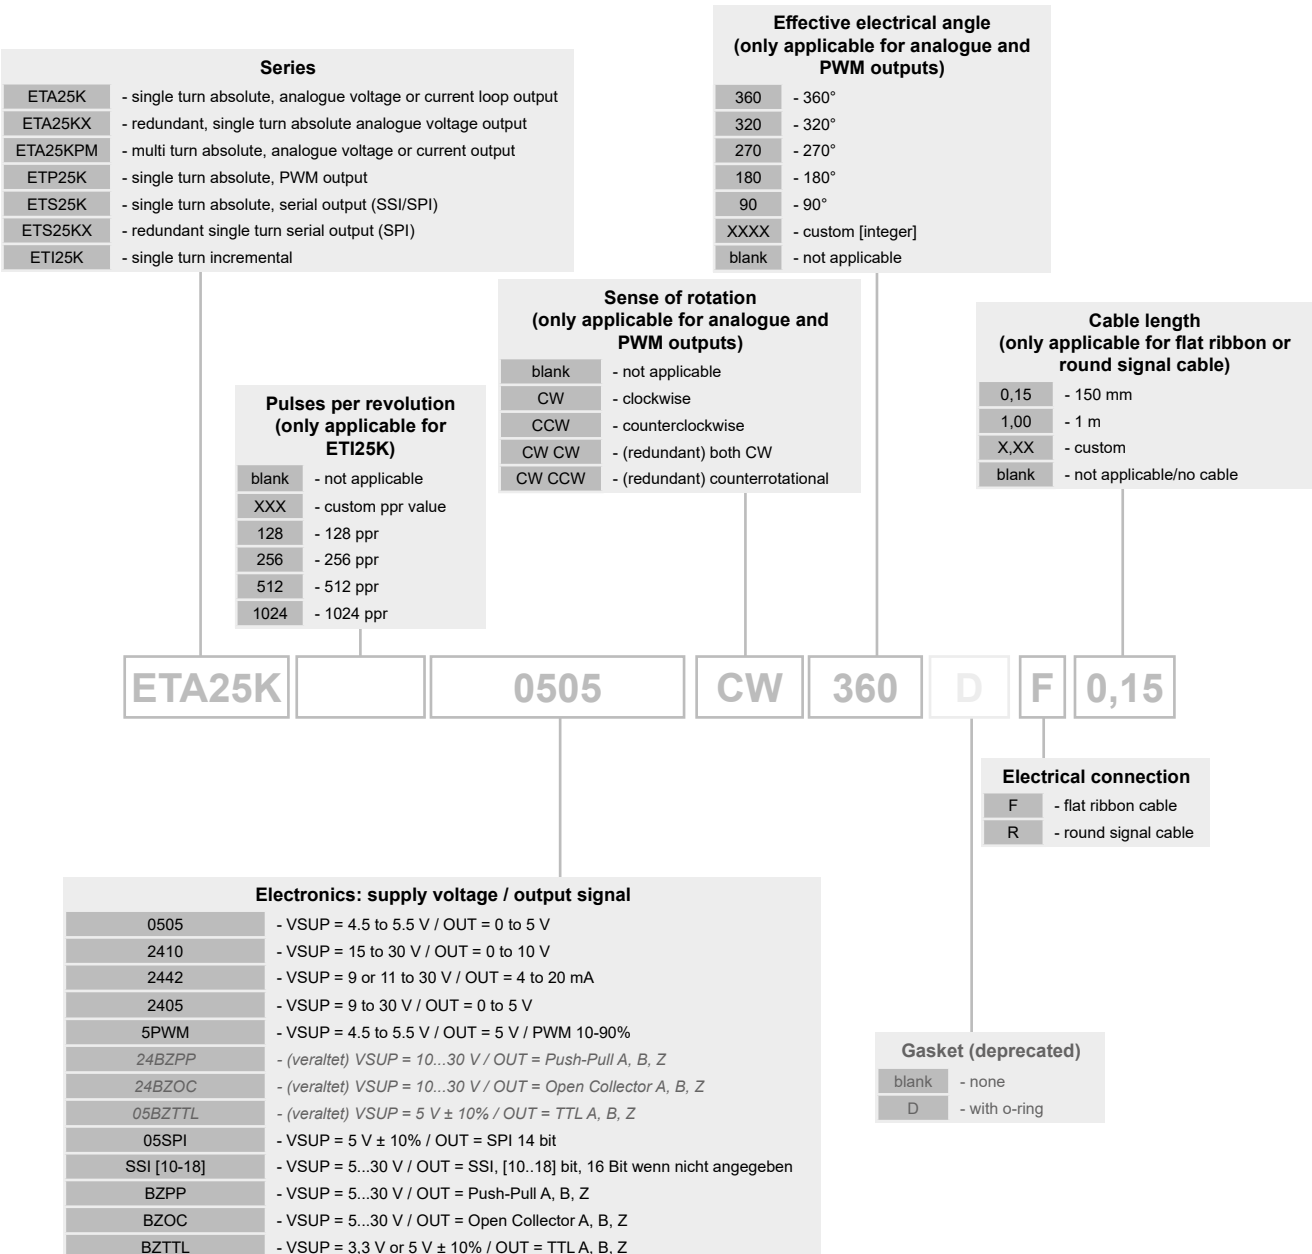 Effective electrical angle
(only applicable for analogue and
PWM outputs)
360 - 360°
320 - 320°
270 - 270°
180 - 180°
90 - 90°
XXXX - custom [integer]
blank - not applicable
Series
ETA25K - single turn absolute, analogue voltage or current loop output
ETA25KX - redundant, single turn absolute analogue voltage output
ETA25KPM - multi turn absolute, analogue voltage or current output
ETP25K - single turn absolute, PWM output
ETS25K - single turn absolute, serial output (SSI/SPI)
ETS25KX - redundant single turn serial output (SPI)
ETI25K - single turn incremental
Sense of rotation
(only applicable for analogue and
PWM outputs)
blank - not applicable
CW - clockwise
CCW - counterclockwise
CW CW - (redundant) both CW
CW CCW - (redundant) counterrotational
Cable length
(only applicable for flat ribbon or
round signal cable)
0,15 - 150 mm
1,00 - 1 m
X,XX - custom
blank - not applicable/no cable
Pulses per revolution
(only applicable for
ETI25K)
blank - not applicable
XXX - custom ppr value
128 - 128 ppr
256 - 256 ppr
512 - 512 ppr
1024 - 1024 ppr
ETA25K 0505 CW 360 D F 0,15
Electrical connection
F - flat ribbon cable
R - round signal cable
Electronics: supply voltage / output signal
0505 - VSUP = 4.5 to 5.5 V / OUT = 0 to 5 V
2410 - VSUP = 15 to 30 V / OUT = 0 to 10 V
2442 - VSUP = 9 or 11 to 30 V / OUT = 4 to 20 mA
2405 - VSUP = 9 to 30 V / OUT = 0 to 5 V
5PWM - VSUP = 4.5 to 5.5 V / OUT = 5 V / PWM 10-90%
24BZPP - (veraltet) VSUP = 10...30 V / OUT = Push-Pull A, B, Z
24BZOC - (veraltet) VSUP = 10...30 V / OUT = Open Collector A, B, Z
05BZTTL - (veraltet) VSUP = 5 V ± 10% / OUT = TTL A, B, Z
05SPI - VSUP = 5 V ± 10% / OUT = SPI 14 bit
SSI [10-18] - VSUP = 5...30 V / OUT = SSI, [10..18] bit, 16 Bit wenn nicht angegeben
BZPP - VSUP = 5...30 V / OUT = Push-Pull A, B, Z
BZOC - VSUP = 5...30 V / OUT = Open Collector A, B, Z
BZTTL - VSUP = 3,3 V or 5 V ± 10% / OUT = TTL A, B, Z
Gasket (deprecated)
blank - none
D - with o-ring